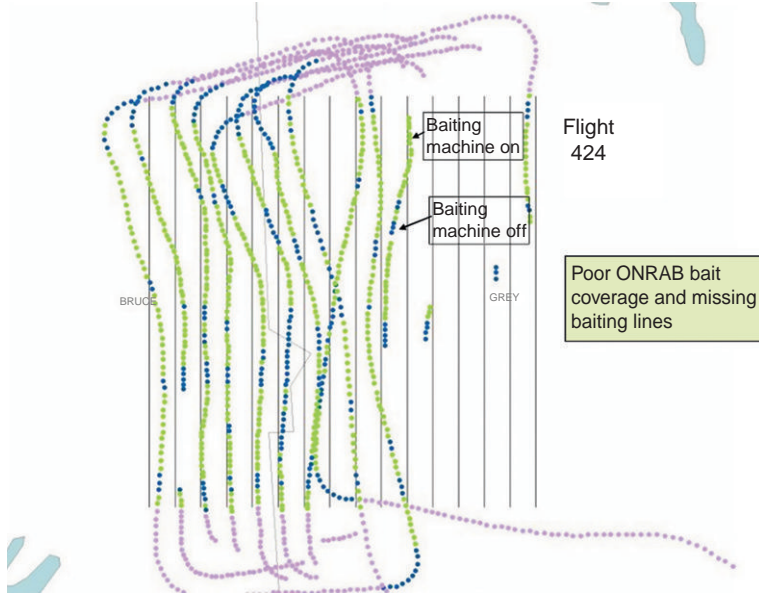 Baiting
machine on
Flight
424
Baiting
machine off
Poor ONRAB bait
coverage and missing
baiting lines
BRUCE
GREY